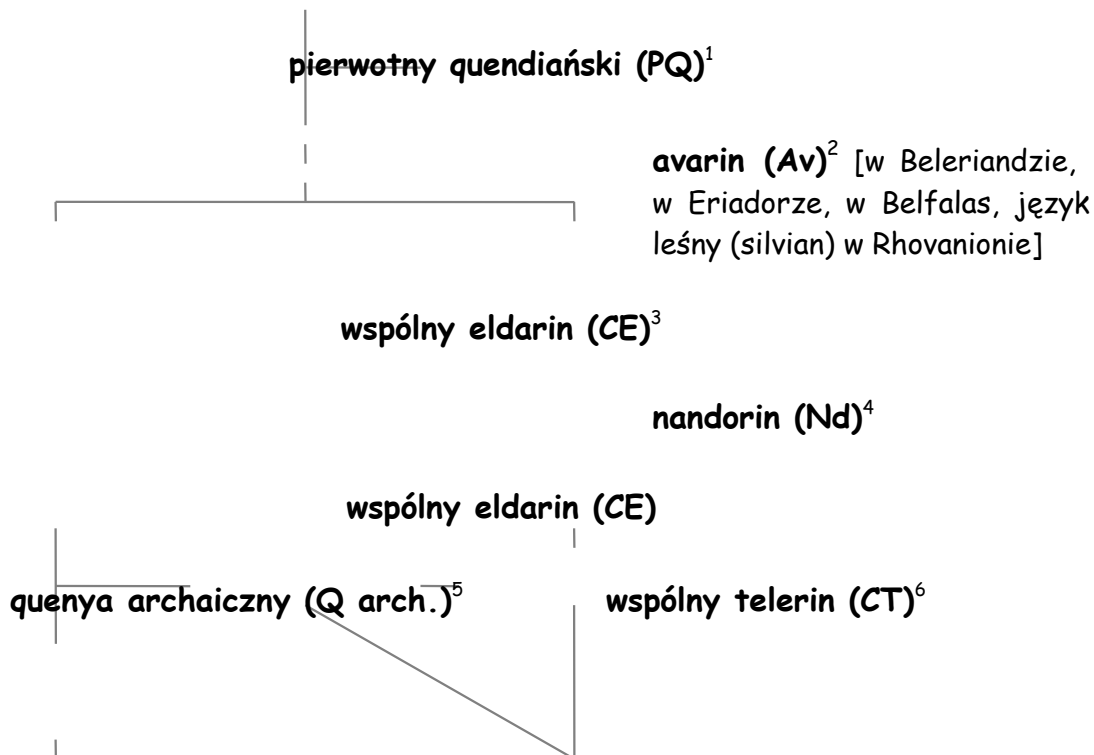 pierwotny quendiański (PQ)¹
avarin (Av)² [w Beleriandzie,
w Eriadorze, w Belfalas, język
leśny (silvian) w Rhovanionie]
wspólny eldarin (CE)³
nandorin (Nd)⁴
wspólny eldarin (CE)
quenya archaiczny (Q arch.)⁵ wspólny telerin (CT)⁶